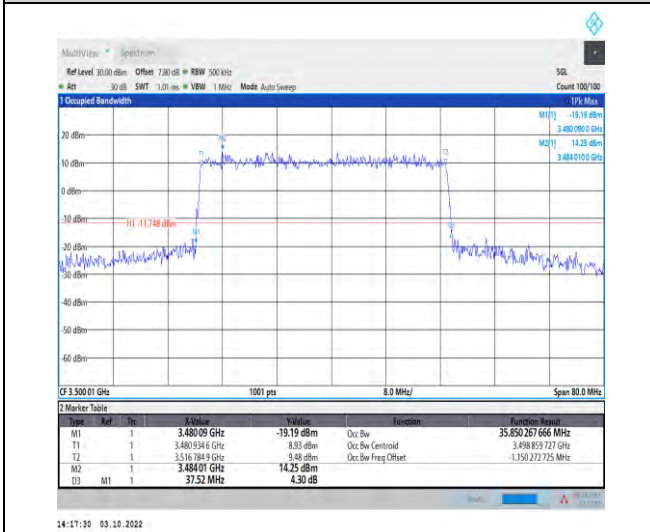 MultiView Spectrum
Ref Level 30.00 dBm Offset 7.80 dB RBW 500 kHz SGL
Att 30 dB SWT 1.01 ms VBW 1 MHz Mode Auto Sweep Count 100/100
1 Occupied Bandwidth 1Pk Max
M1[1] -19.19 dBm
3.480 090 0 GHz
M2[1] 14.25 dBm
3.484 010 0 GHz
20 dBm
M2
T1
T2
10 dBm
0 dBm
-10 dBm
H1 -11.748 dBm
M1
D3
-20 dBm
-30 dBm
-40 dBm
-50 dBm
-60 dBm
CF 3.500 01 GHz 1001 pts 8.0 MHz/ Span 80.0 MHz
2 Marker Table
Type Ref Trc X-Value Y-Value Function Function Result
M1 1 3.480 09 GHz -19.19 dBm Occ Bw 35.850 267 666 MHz
T1 1 3.480 934 6 GHz 8.93 dBm Occ Bw Centroid 3.498 859 727 GHz
T2 1 3.516 784 9 GHz 9.48 dBm Occ Bw Freq Offset -1.150 272 725 MHz
M2 1 3.484 01 GHz 14.25 dBm
D3 M1 1 37.52 MHz 4.30 dB
14:17:30 03.10.2022